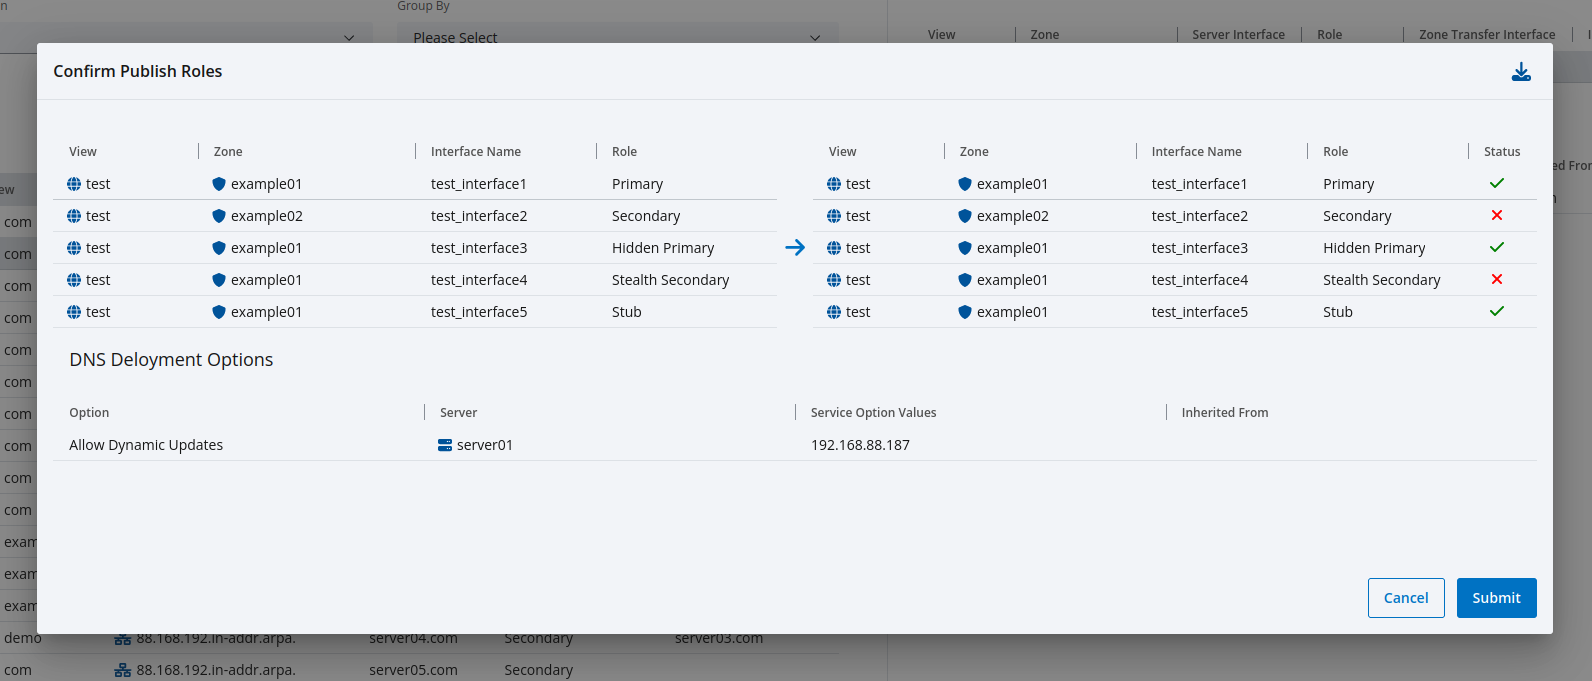 n Group By
Please Select
View Zone Server Interface Role Zone Transfer Interface I
Confirm Publish Roles
View Zone Interface Name Role View Zone Interface Name Role Status
ed Fron
test example01 test_interface1 Primary test example01 test_interface1 Primary
ew
n
test example02 test_interface2 Secondary test example02 test_interface2 Secondary
com
test example01 test_interface3 Hidden Primary test example01 test_interface3 Hidden Primary
com
test example01 test_interface4 Stealth Secondary test example01 test_interface4 Stealth Secondary
com
test example01 test_interface5 Stub test example01 test_interface5 Stub
com
com
DNS Deloyment Options
com
Option Server Service Option Values Inherited From
com
Allow Dynamic Updates server01 192.168.88.187
com
com
com
exam
exam
exam
Cancel Submit
demo 88.168.192.in-addr.arpa. server04.com Secondary server03.com
com 88.168.192.in-addr.arpa. server05.com Secondary